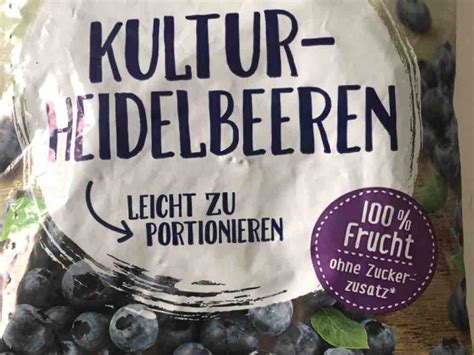 KULTUR-
HEIDELBEEREN
LEICHT ZU
PORTIONIEREN
100%
Frucht
ohne Zucker-
zusatz*